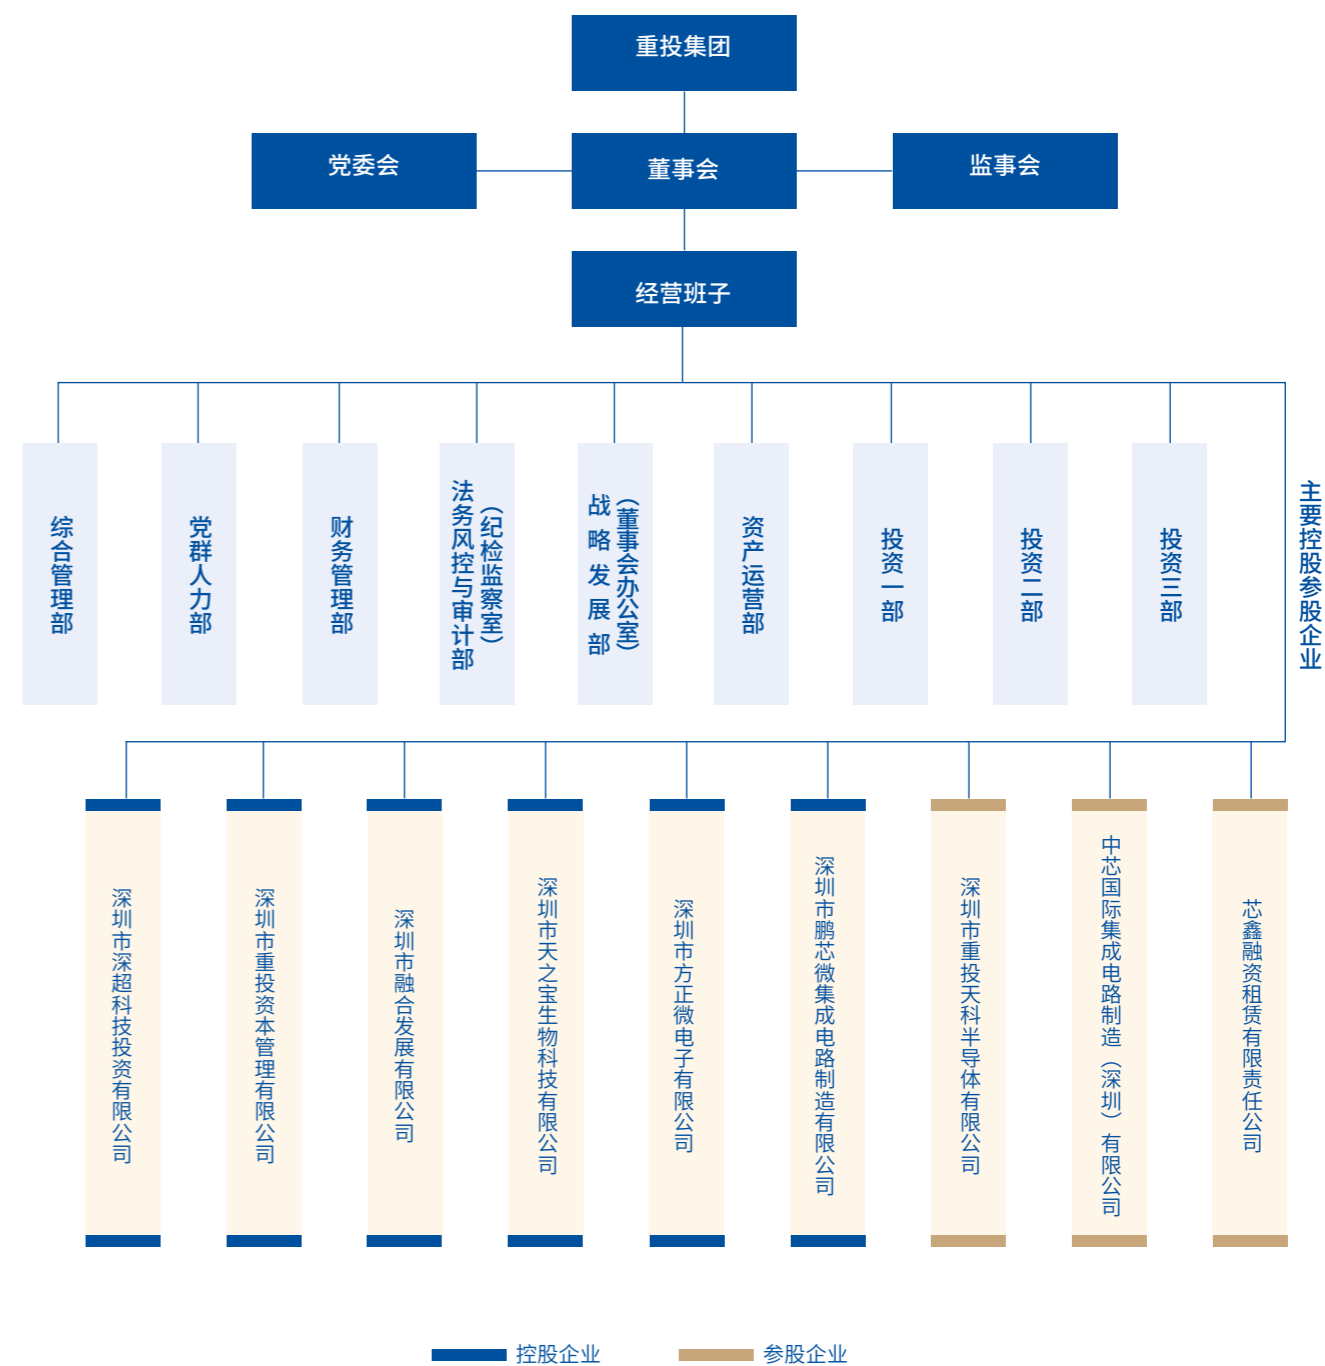 重投集团
党委会
董事会
监事会
经营班子
综合管理部
党群人力部
财务管理部
法务风控与审计部
（纪检监察室）
战略发展部
（董事会办公室）
资产运营部
投资一部
投资二部
投资三部
主要控股参股企业
深圳市深超科技投资有限公司
深圳市重投资本管理有限公司
深圳市融合发展有限公司
深圳市天之宝生物科技有限公司
深圳市方正微电子有限公司
深圳市鹏芯微集成电路制造有限公司
深圳市重投天科半导体有限公司
中芯国际集成电路制造（深圳）有限公司
芯鑫融资租赁有限责任公司
控股企业
参股企业